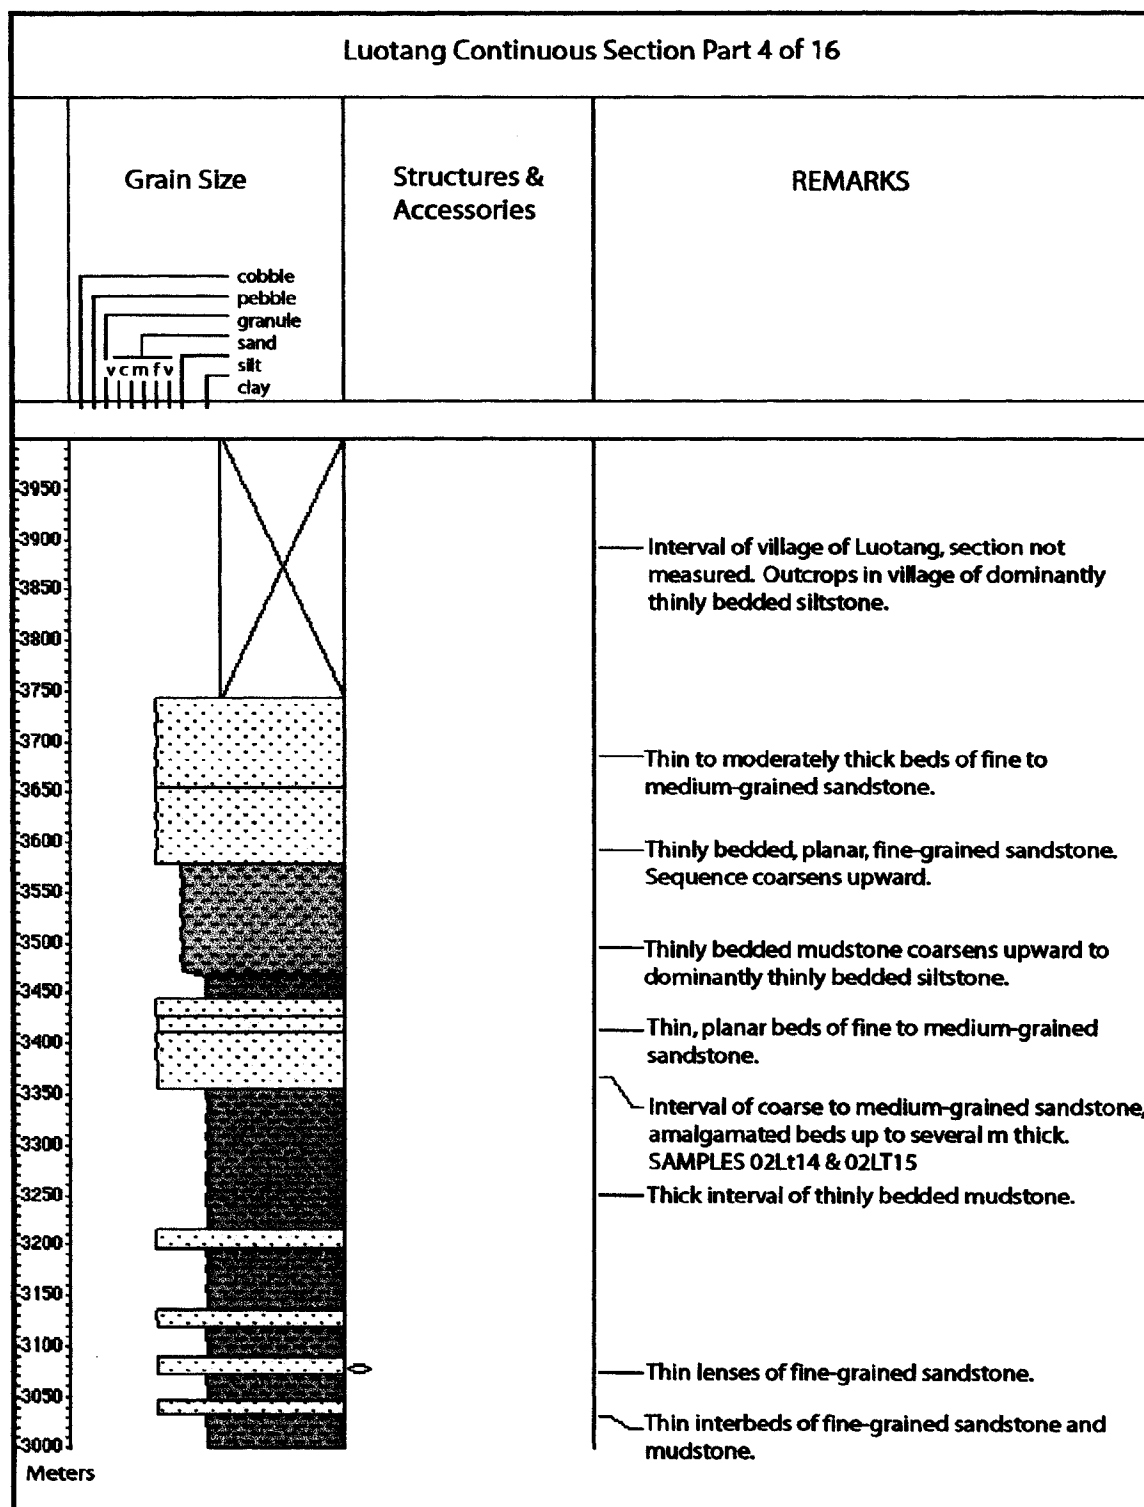 Luotang Continuous Section Part 4 of 16
Grain Size
Structures &
Accessories
REMARKS
cobble
pebble
granule
sand
v c m f v
silt
clay
3950
3900
3850
3800
3750
3700
3650
3600
3550
3500
3450
3400
3350
3300
3250
3200
3150
3100
3050
3000
Meters
Interval of village of Luotang, section not
measured. Outcrops in village of dominantly
thinly bedded siltstone.
Thin to moderately thick beds of fine to
medium-grained sandstone.
Thinly bedded, planar, fine-grained sandstone.
Sequence coarsens upward.
Thinly bedded mudstone coarsens upward to
dominantly thinly bedded siltstone.
Thin, planar beds of fine to medium-grained
sandstone.
Interval of coarse to medium-grained sandstone,
amalgamated beds up to several m thick.
SAMPLES 02Lt14 & 02LT15
Thick interval of thinly bedded mudstone.
Thin lenses of fine-grained sandstone.
Thin interbeds of fine-grained sandstone and
mudstone.